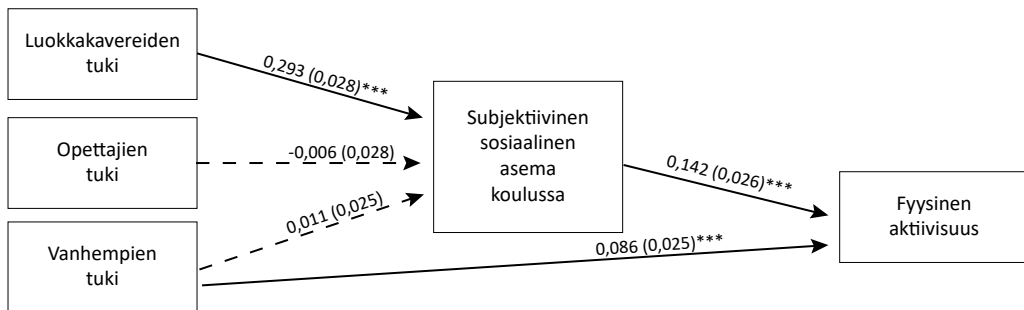 Luokkakavereiden
tuki
0,293 (0,028)***
Opettajien
tuki
-0,006 (0,028)
Subjektiivinen
sosiaalinen
asema
koulussa
0,142 (0,026)***
Fyysinen
aktiivisuus
Vanhempien
tuki
0,011 (0,025)
0,086 (0,025)***